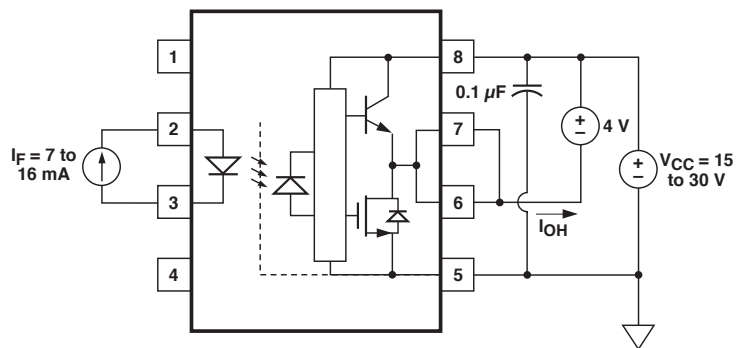 1
8
0.1 µF
2
7
4 V
I_F = 7 to
16 mA
V_CC = 15
to 30 V
3
6
I_OH
4
5